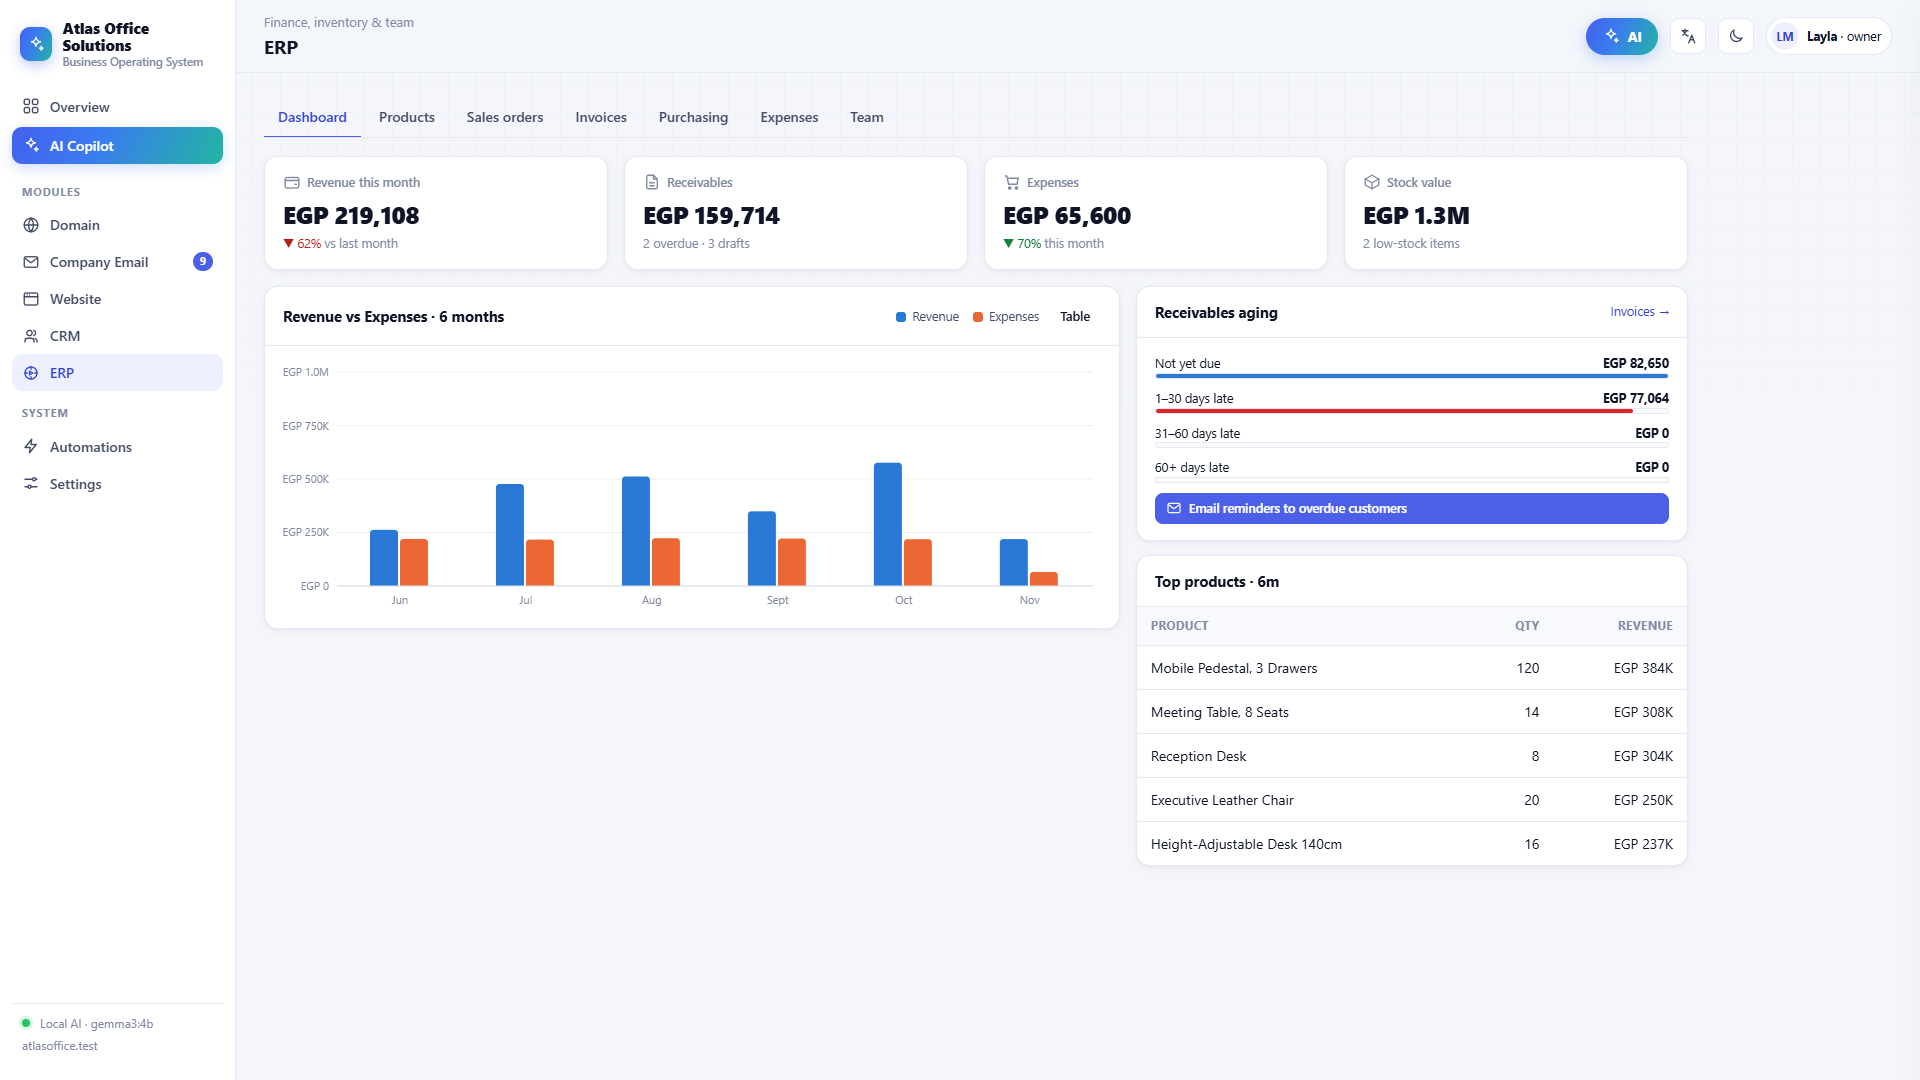 Atlas Office
Solutions
Business Operating System
Overview
AI Copilot
MODULES
Domain
Company Email 9
Website
CRM
ERP
SYSTEM
Automations
Settings
Local AI · gemma3:4b
atlasoffice.test
Finance, inventory & team
ERP
AI
LM Layla · owner
Dashboard Products Sales orders Invoices Purchasing Expenses Team
Revenue this month
EGP 219,108
▼ 62% vs last month
Receivables
EGP 159,714
2 overdue · 3 drafts
Expenses
EGP 65,600
▼ 70% this month
Stock value
EGP 1.3M
2 low-stock items
Revenue vs Expenses · 6 months
Revenue Expenses Table
EGP 1.0M
EGP 750K
EGP 500K
EGP 250K
EGP 0
Jun Jul Aug Sept Oct Nov
Receivables aging Invoices →
Not yet due EGP 82,650
1–30 days late EGP 77,064
31–60 days late EGP 0
60+ days late EGP 0
Email reminders to overdue customers
Top products · 6m
PRODUCT QTY REVENUE
Mobile Pedestal, 3 Drawers 120 EGP 384K
Meeting Table, 8 Seats 14 EGP 308K
Reception Desk 8 EGP 304K
Executive Leather Chair 20 EGP 250K
Height-Adjustable Desk 140cm 16 EGP 237K